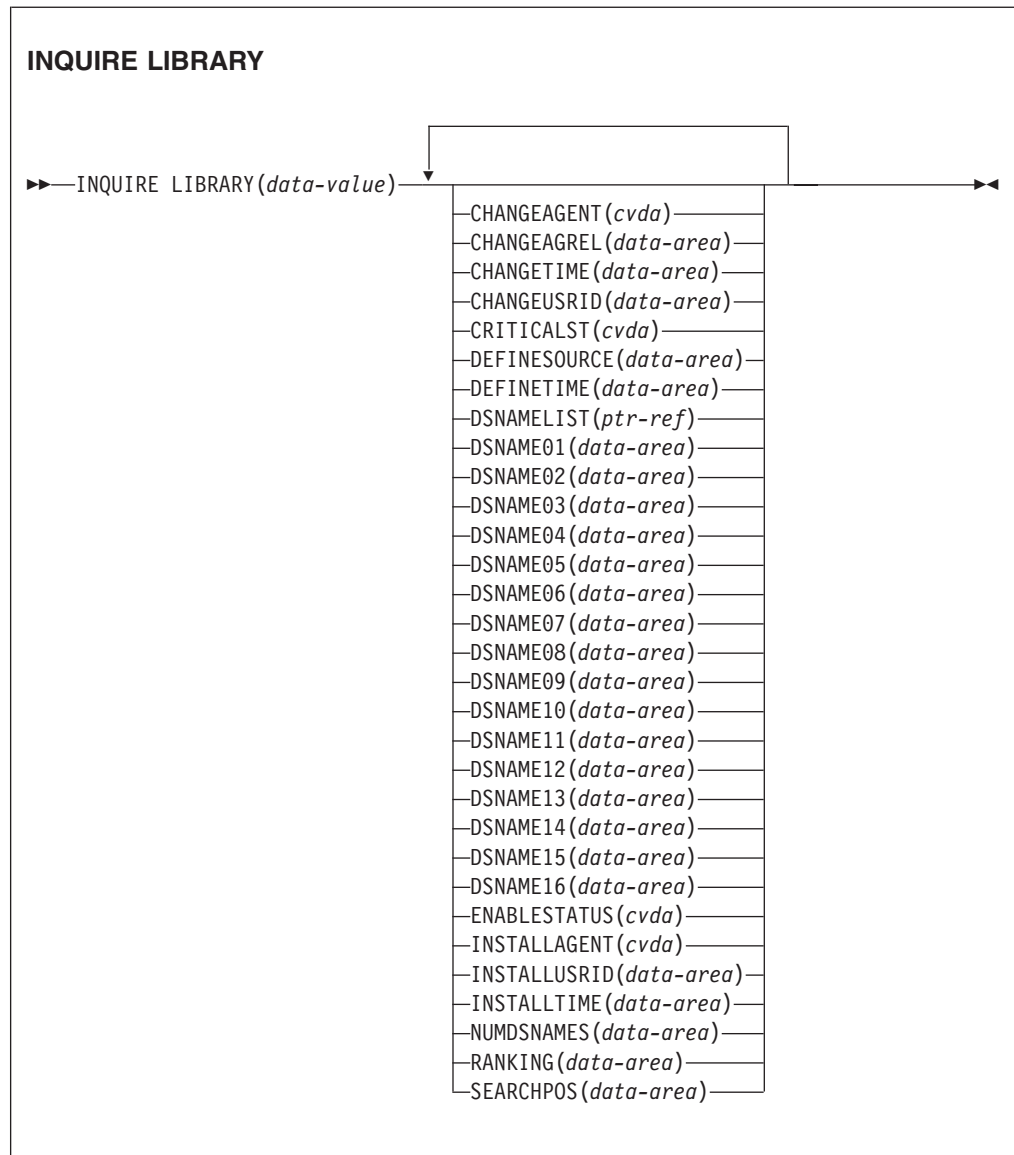 INQUIRE LIBRARY
INQUIRE LIBRARY(data-value)
CHANGEAGENT(cvda)
CHANGEAGREL(data-area)
CHANGETIME(data-area)
CHANGEUSRID(data-area)
CRITICALST(cvda)
DEFINESOURCE(data-area)
DEFINETIME(data-area)
DSNAMELIST(ptr-ref)
DSNAME01(data-area)
DSNAME02(data-area)
DSNAME03(data-area)
DSNAME04(data-area)
DSNAME05(data-area)
DSNAME06(data-area)
DSNAME07(data-area)
DSNAME08(data-area)
DSNAME09(data-area)
DSNAME10(data-area)
DSNAME11(data-area)
DSNAME12(data-area)
DSNAME13(data-area)
DSNAME14(data-area)
DSNAME15(data-area)
DSNAME16(data-area)
ENABLESTATUS(cvda)
INSTALLAGENT(cvda)
INSTALLUSRID(data-area)
INSTALLTIME(data-area)
NUMDSNAMES(data-area)
RANKING(data-area)
SEARCHPOS(data-area)